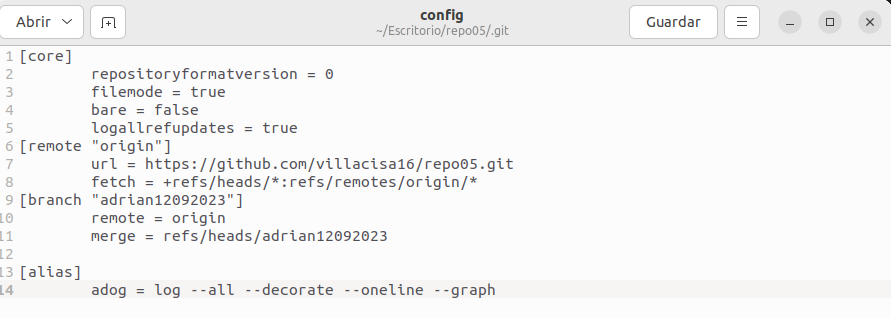 Abrir
config
~/Escritorio/repo05/.git
Guardar
1 [core]
2 repositoryformatversion = 0
3 filemode = true
4 bare = false
5 logallrefupdates = true
6 [remote "origin"]
7 url = https://github.com/villacisa16/repo05.git
8 fetch = +refs/heads/*:refs/remotes/origin/*
9 [branch "adrian12092023"]
10 remote = origin
11 merge = refs/heads/adrian12092023
12
13 [alias]
14 adog = log --all --decorate --oneline --graph